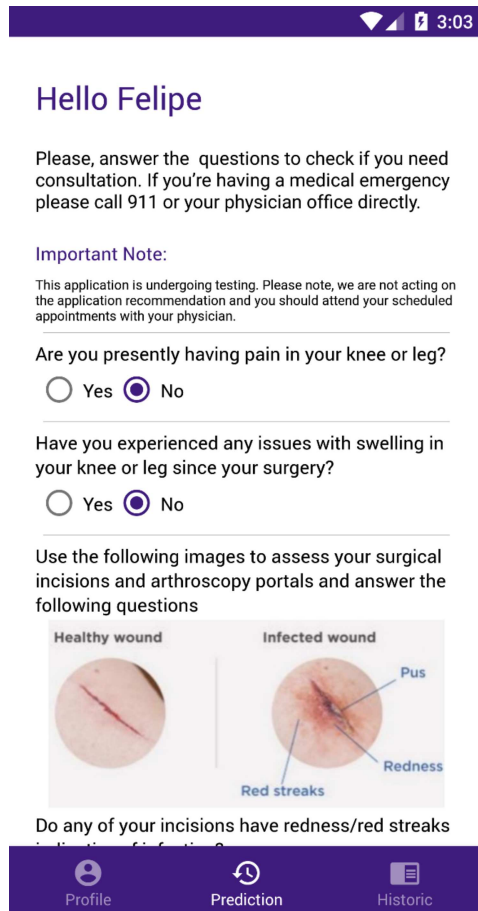 3:03
Hello Felipe
Please, answer the  questions to check if you need
consultation. If you're having a medical emergency
please call 911 or your physician office directly.
Important Note:
This application is undergoing testing. Please note, we are not acting on
the application recommendation and you should attend your scheduled
appointments with your physician.
Are you presently having pain in your knee or leg?
Yes No
Have you experienced any issues with swelling in
your knee or leg since your surgery?
Yes No
Use the following images to assess your surgical
incisions and arthroscopy portals and answer the
following questions
Healthy wound Infected wound
Pus
Redness
Red streaks
Do any of your incisions have redness/red streaks
Profile Prediction Historic